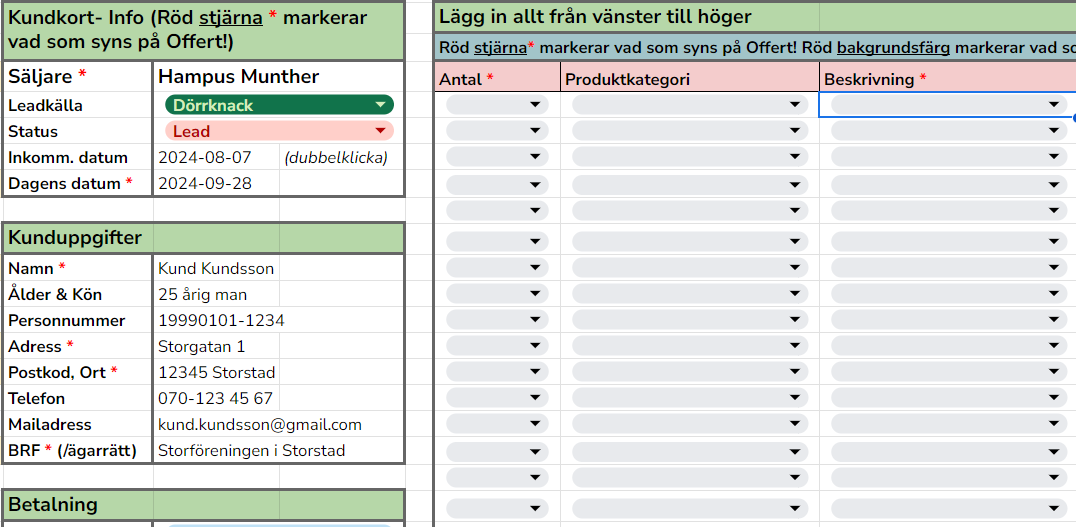 Kundkort- Info (Röd stjärna * markerar
vad som syns på Offert!)
Säljare * Hampus Munther
Leadkälla Dörrknack
Status Lead
Inkomm. datum 2024-08-07 (dubbelklicka)
Dagens datum * 2024-09-28
Kunduppgifter
Namn * Kund Kundsson
Ålder & Kön 25 årig man
Personnummer 19990101-1234
Adress * Storgatan 1
Postkod, Ort * 12345 Storstad
Telefon 070-123 45 67
Mailadress kund.kundsson@gmail.com
BRF * (/ägarrätt) Storföreningen i Storstad
Betalning
Lägg in allt från vänster till höger
Röd stjärna* markerar vad som syns på Offert! Röd bakgrundsfärg markerar vad so
Antal * Produktkategori Beskrivning *